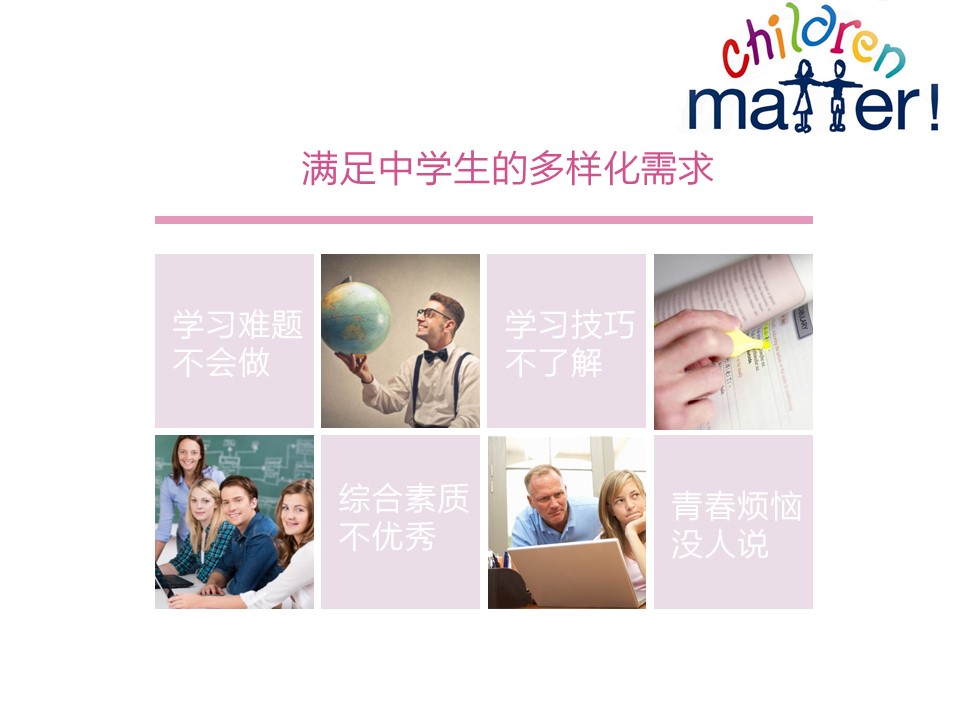 children
matter!
满足中学生的多样化需求
学习难题
不会做
学习技巧
不了解
综合素质
不优秀
青春烦恼
没人说